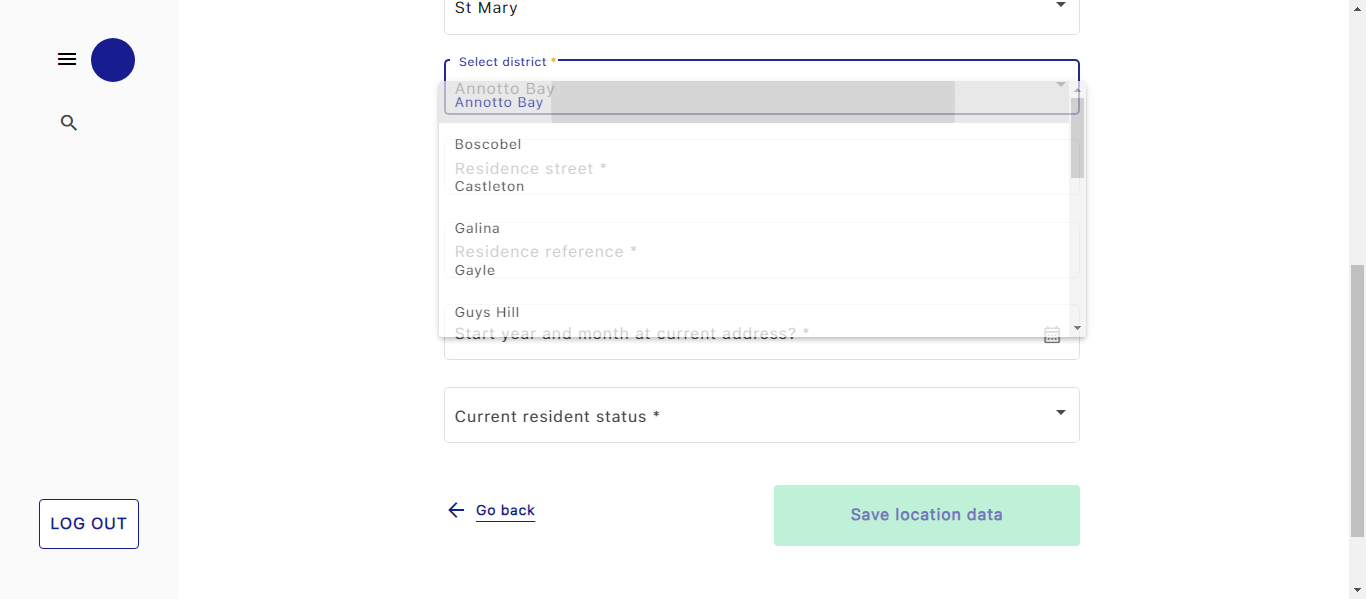 St Mary
Select district *
Annotto Bay
Annotto Bay
Boscobel
Residence street *
Castleton
Galina
Residence reference *
Gayle
Guys Hill
Start year and month at current address? *
Current resident status *
Go back
Save location data
LOG OUT